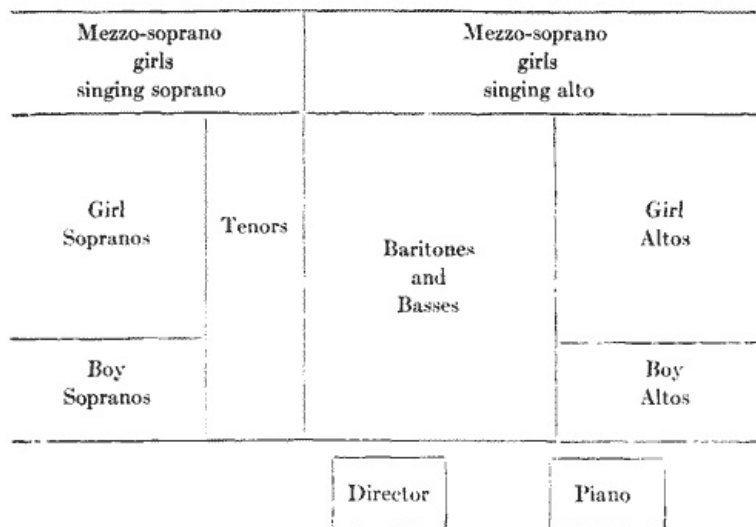 Mezzo-soprano
girls
singing soprano
Mezzo-soprano
girls
singing alto
Girl
Sopranos
Tenors
Baritones
and
Basses
Girl
Altos
Boy
Sopranos
Boy
Altos
Director
Piano